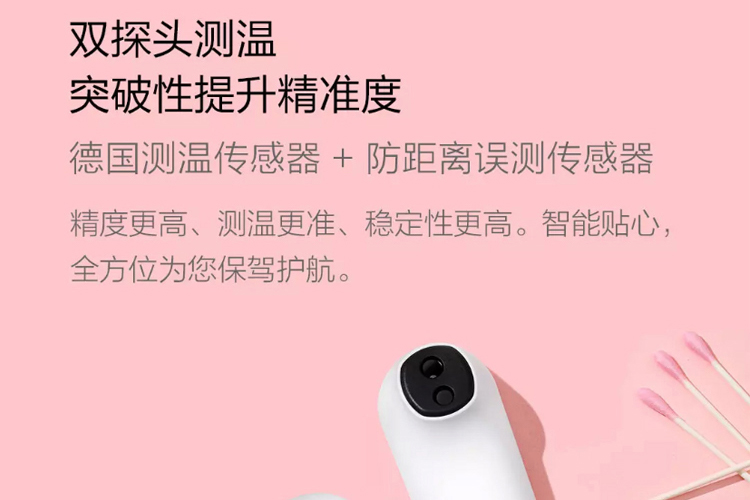 双探头测温
突破性提升精准度
德国测温传感器 + 防距离误测传感器
精度更高、测温更准、稳定性更高。智能贴心，
全方位为您保驾护航。